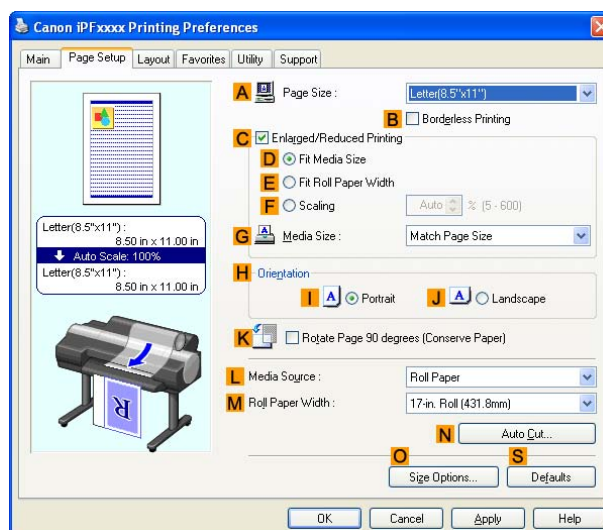 Canon iPFxxxx Printing Preferences
Main Page Setup Layout Favorites Utility Support
A Page Size : Letter(8.5"x11")
B Borderless Printing
C Enlarged/Reduced Printing
D Fit Media Size
E Fit Roll Paper Width
F Scaling Auto % (5 - 600)
Letter(8.5"x11") :
8.50 in x 11.00 in
Auto Scale: 100%
Letter(8.5"x11") :
8.50 in x 11.00 in
G A Media Size : Match Page Size
H Orientation
I A Portrait J A Landscape
K Rotate Page 90 degrees (Conserve Paper)
R
L Media Source : Roll Paper
M Roll Paper Width : 17-in. Roll (431.8mm)
N Auto Cut...
O S
Size Options... Defaults
OK Cancel Apply Help